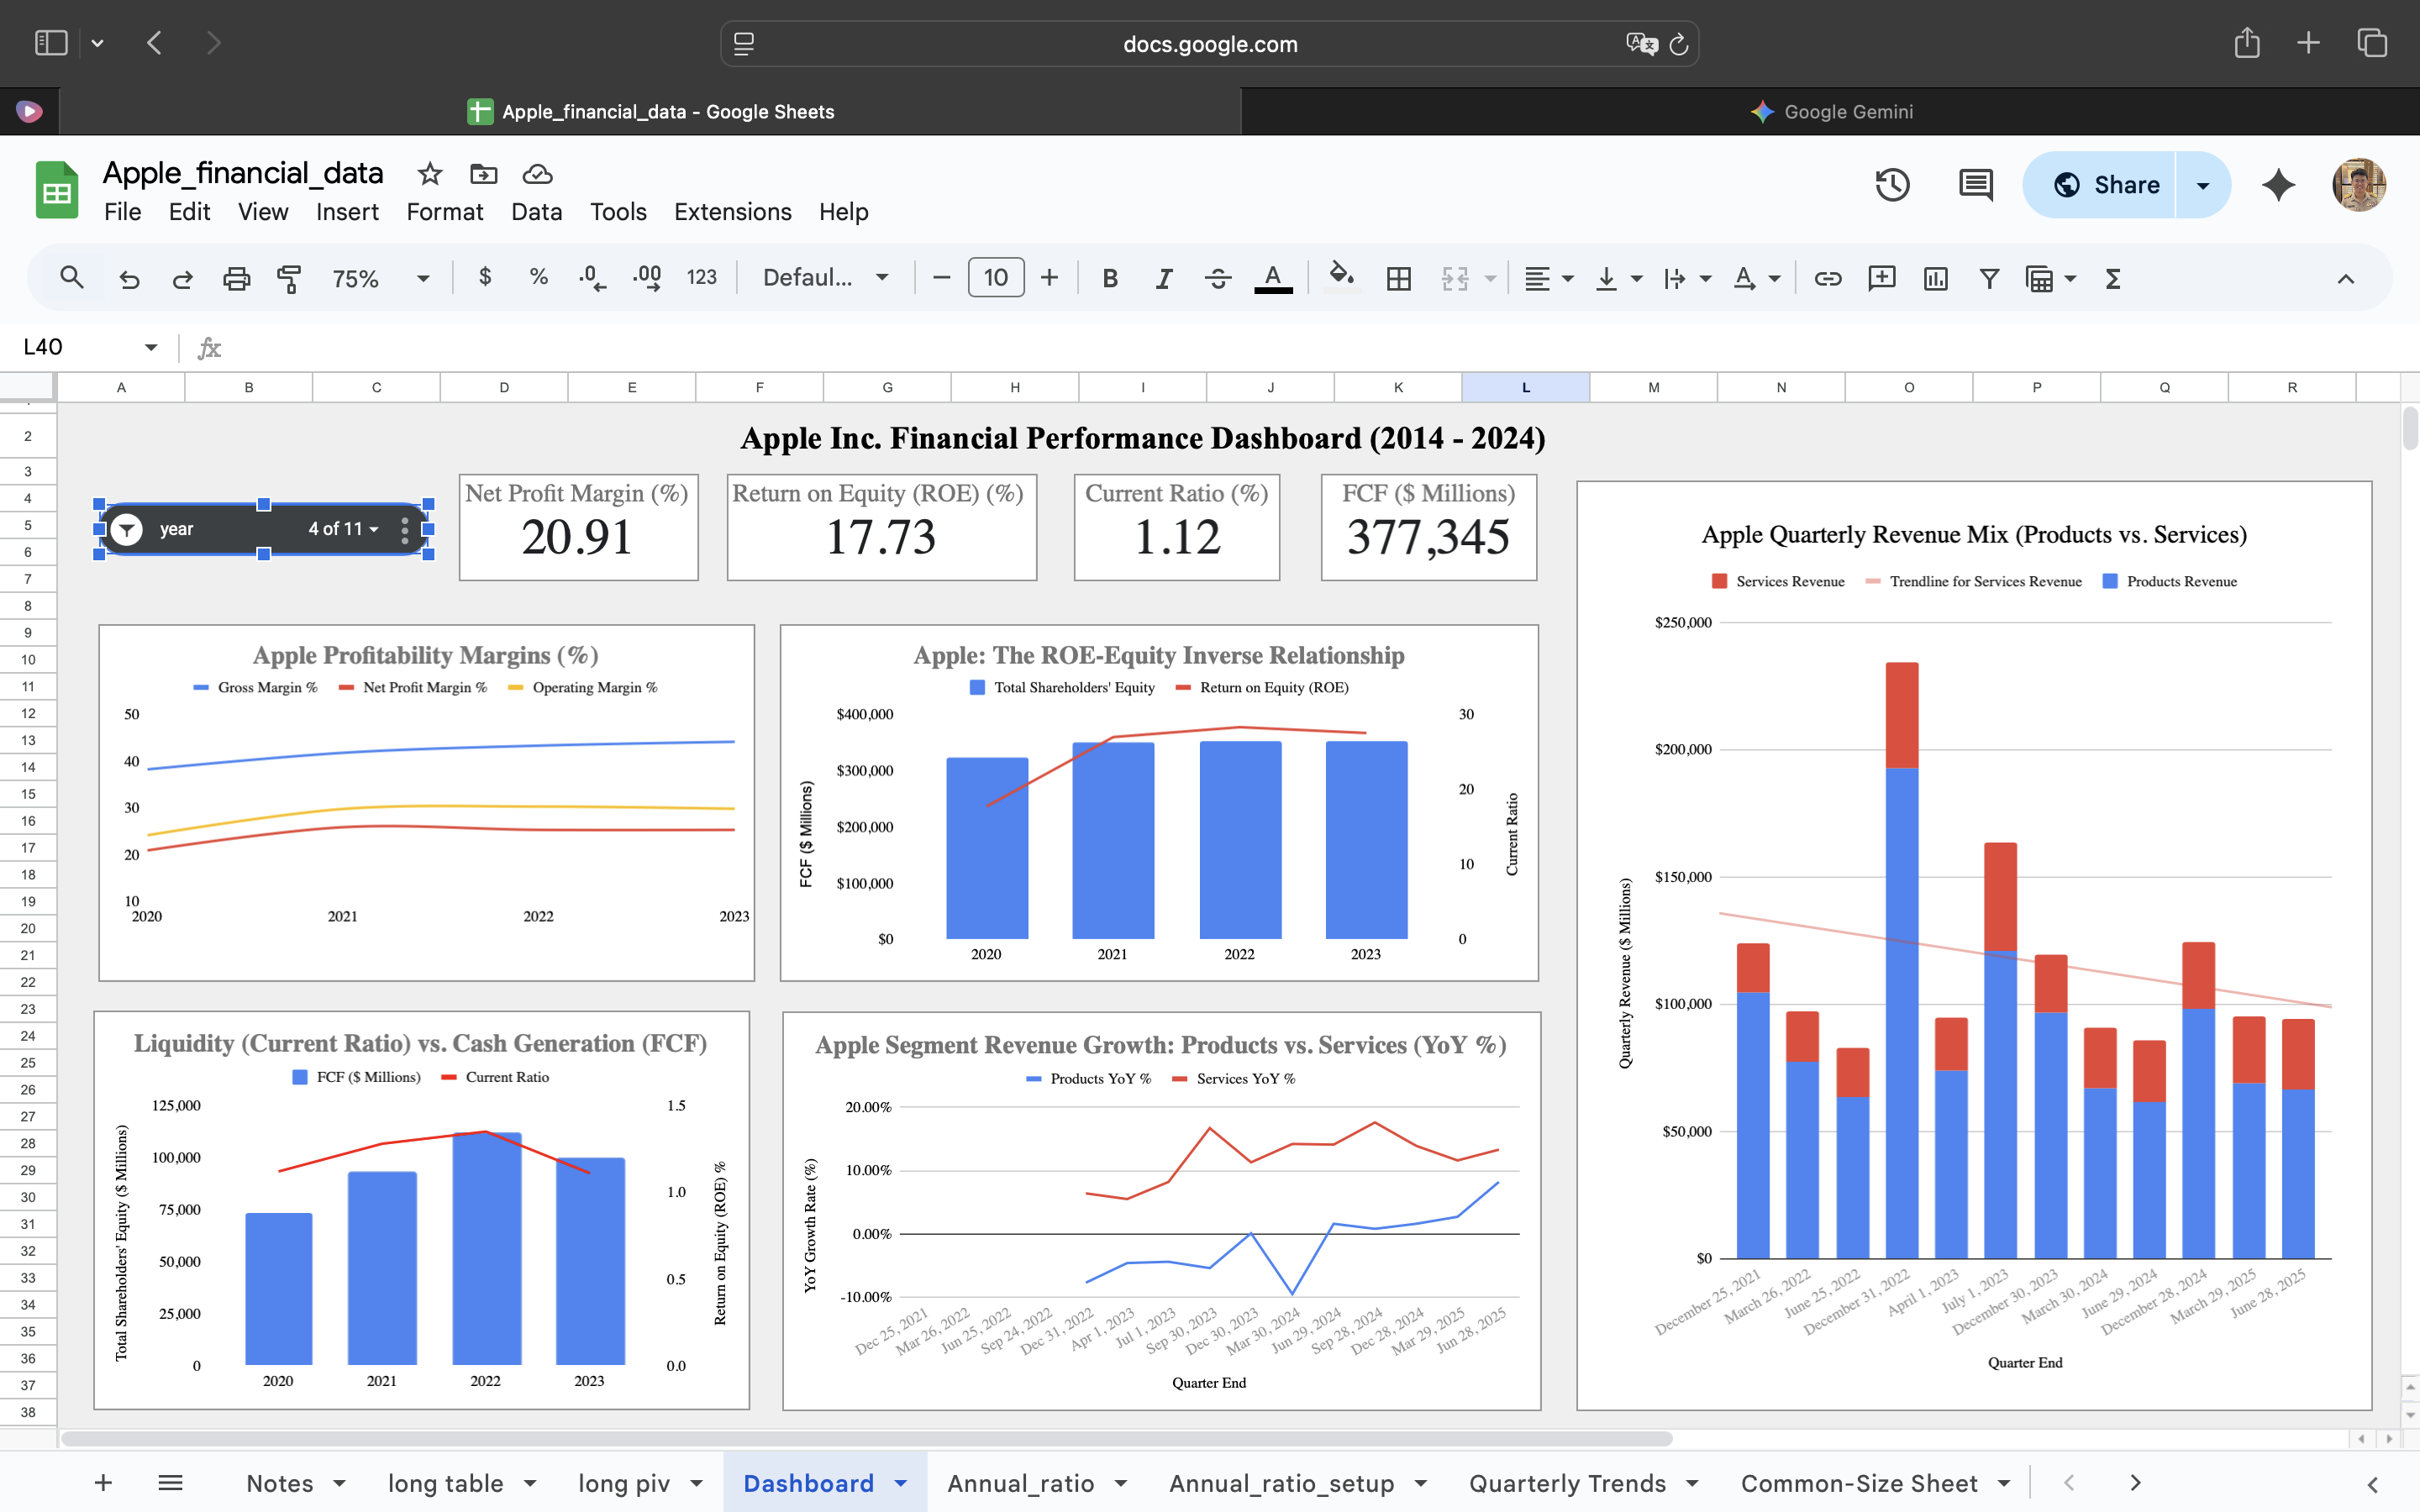 docs.google.com
Apple_financial_data - Google Sheets
Google Gemini
Apple_financial_data
File Edit View Insert Format Data Tools Extensions Help
Share
75% $ % .0 .00 123 Defaul... 10 B I A
L40 fx
A B C D E F G H I J K L M N O P Q R
2
3
4
5
6
7
8
9
10
11
12
13
14
15
16
17
18
19
20
21
22
23
24
25
26
27
28
29
30
31
32
33
34
35
36
37
38
Apple Inc. Financial Performance Dashboard (2014 - 2024)
year 4 of 11
Net Profit Margin (%)
20.91
Return on Equity (ROE) (%)
17.73
Current Ratio (%)
1.12
FCF ($ Millions)
377,345
Apple Profitability Margins (%)
Gross Margin % Net Profit Margin % Operating Margin %
50
40
30
20
10
2020 2021 2022 2023
Apple: The ROE-Equity Inverse Relationship
Total Shareholders' Equity Return on Equity (ROE)
FCF ($ Millions)
$400,000
$300,000
$200,000
$100,000
$0
30
20
10
0
Current Ratio
2020 2021 2022 2023
Liquidity (Current Ratio) vs. Cash Generation (FCF)
FCF ($ Millions) Current Ratio
Total Shareholders' Equity ($ Millions)
125,000
100,000
75,000
50,000
25,000
0
1.5
1.0
0.5
0.0
Return on Equity (ROE) %
2020 2021 2022 2023
Apple Segment Revenue Growth: Products vs. Services (YoY %)
Products YoY % Services YoY %
YoY Growth Rate (%)
20.00%
10.00%
0.00%
-10.00%
Dec 25, 2021
Mar 26, 2022
Jun 25, 2022
Sep 24, 2022
Dec 31, 2022
Apr 1, 2023
Jul 1, 2023
Sep 30, 2023
Dec 30, 2023
Mar 30, 2024
Jun 29, 2024
Sep 28, 2024
Dec 28, 2024
Mar 29, 2025
Jun 28, 2025
Quarter End
Apple Quarterly Revenue Mix (Products vs. Services)
Services Revenue Trendline for Services Revenue Products Revenue
Quarterly Revenue ($ Millions)
$250,000
$200,000
$150,000
$100,000
$50,000
$0
December 25, 2021
March 26, 2022
June 25, 2022
December 31, 2022
April 1, 2023
July 1, 2023
December 30, 2023
March 30, 2024
June 29, 2024
December 28, 2024
March 29, 2025
June 28, 2025
Quarter End
Notes long table long piv Dashboard Annual_ratio Annual_ratio_setup Quarterly Trends Common-Size Sheet